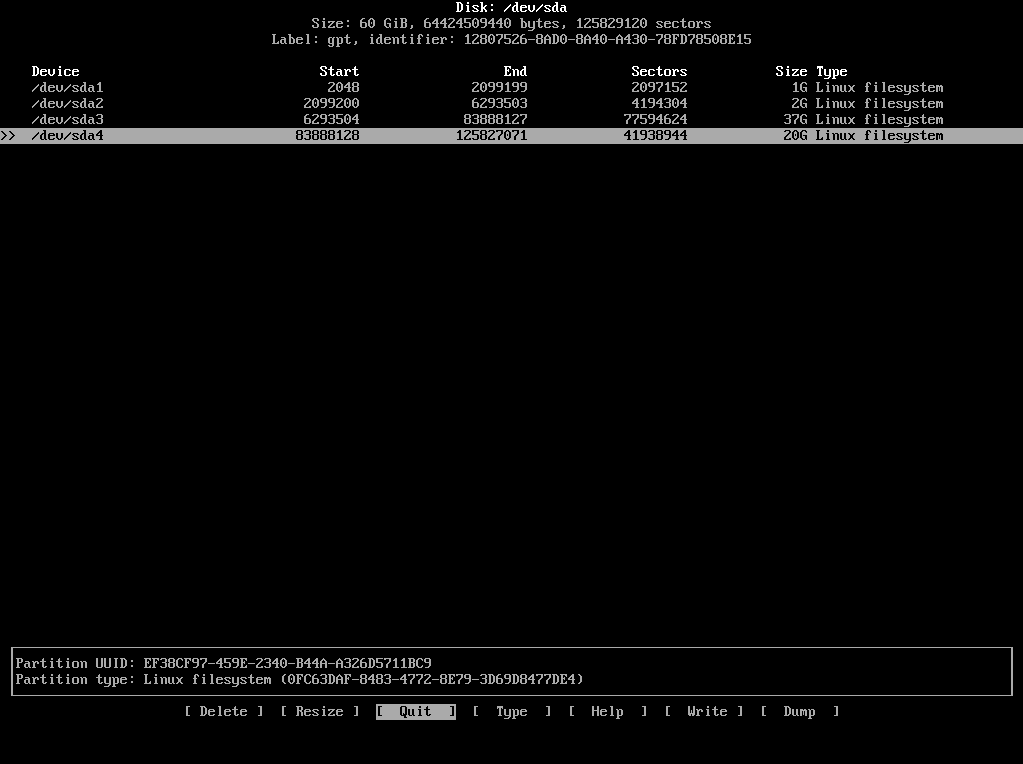 Disk: /dev/sda
Size: 60 GiB, 64424509440 bytes, 125829120 sectors
Label: gpt, identifier: 12807526-8AD0-8A40-A430-78FD78508E15
Device Start End Sectors Size Type
/dev/sda1 2048 2099199 2097152 1G Linux filesystem
/dev/sda2 2099200 6293503 4194304 2G Linux filesystem
/dev/sda3 6293504 83888127 77594624 37G Linux filesystem
>> /dev/sda4 83888128 125827071 41938944 20G Linux filesystem
Partition UUID: EF38CF97-459E-2340-B44A-A326D5711BC9
Partition type: Linux filesystem (0FC63DAF-8483-4772-8E79-3D69D8477DE4)
[ Delete ] [ Resize ] [ Quit ] [ Type ] [ Help ] [ Write ] [ Dump ]